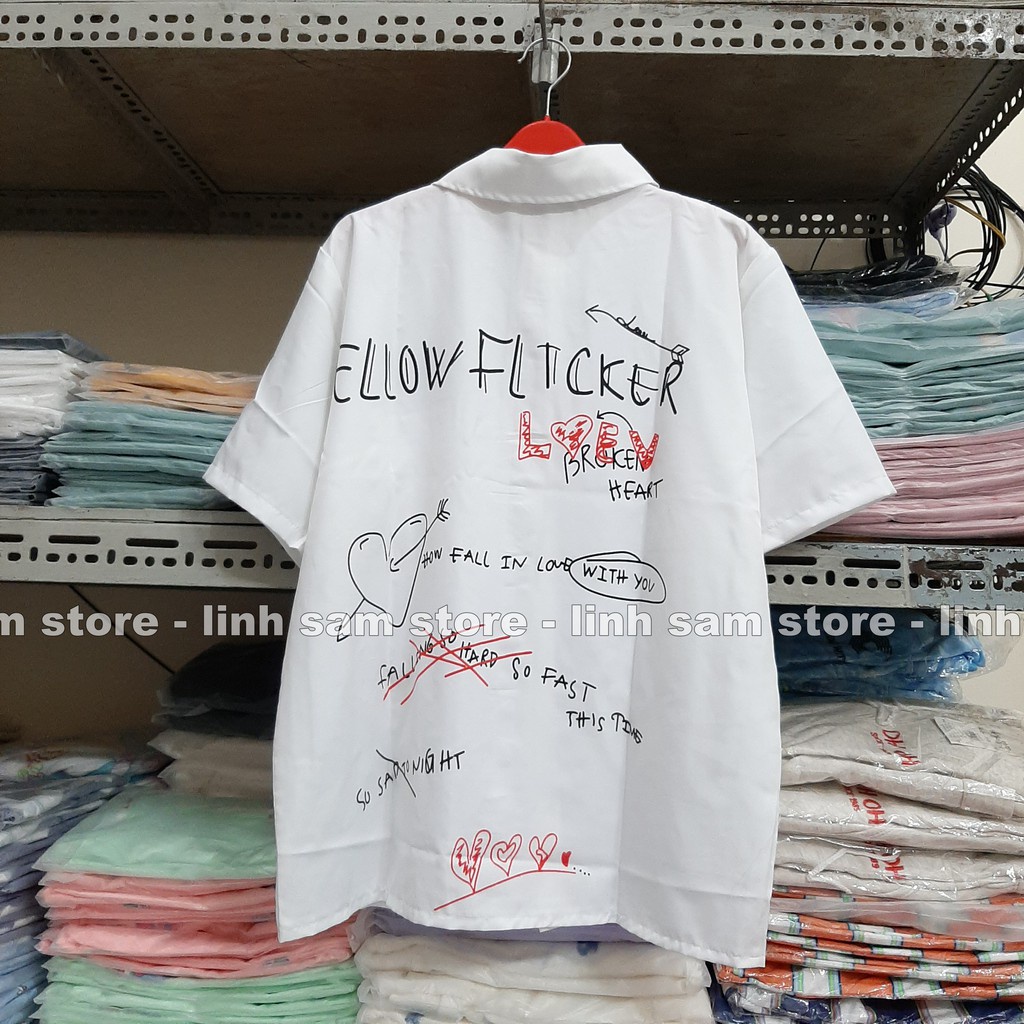 ELLOW FLICKER
LOEV
BROKEN
HEART
HOW FALL IN LOVE WITH YOU
m store - linh sam store - linh sam store - linh
FALLING SO HARD SO FAST
THIS TIME
SO SAD TONIGHT